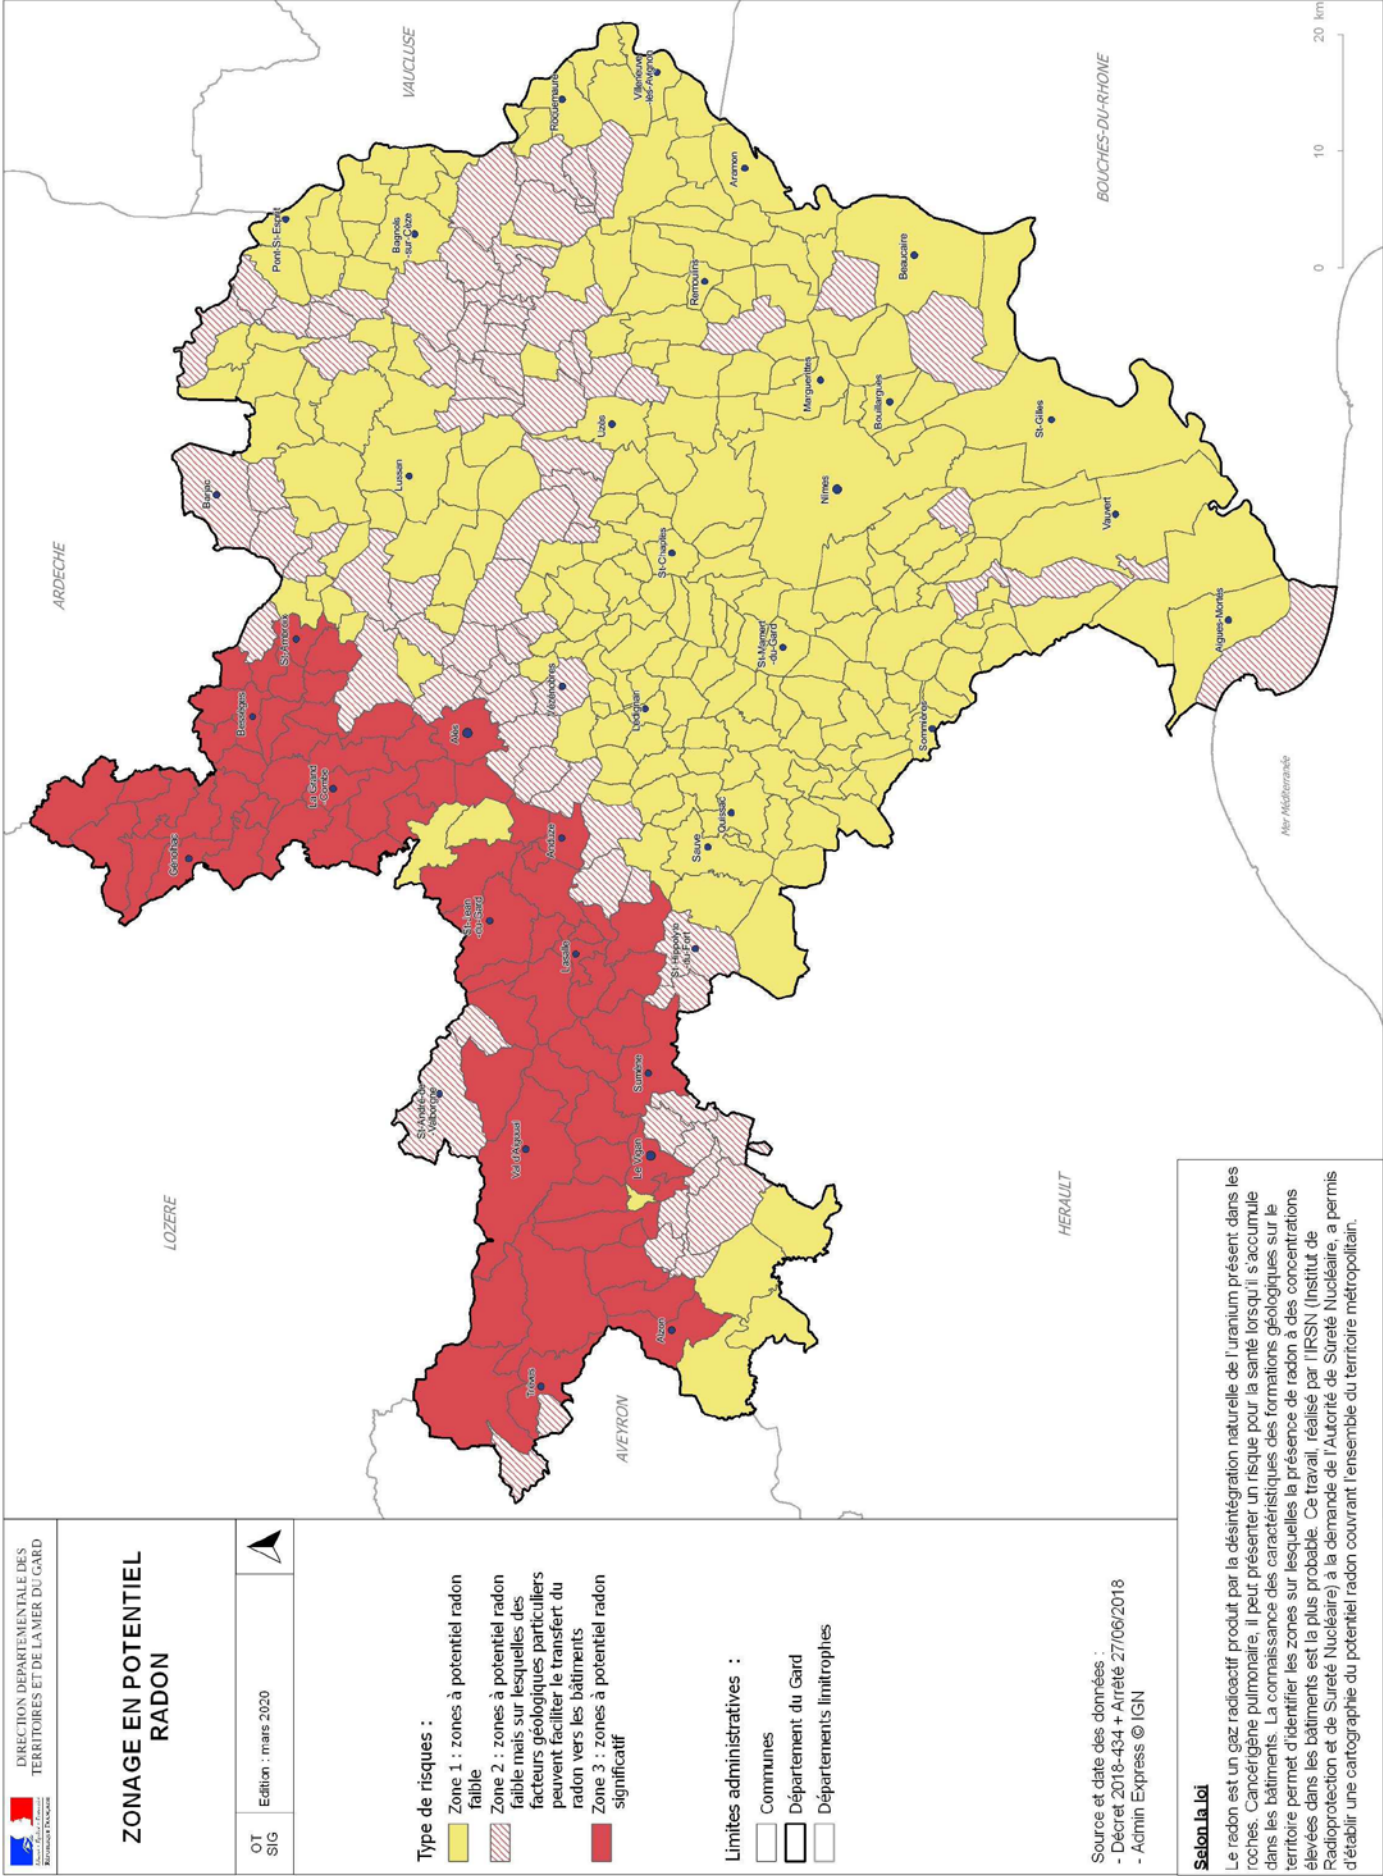 DIRECTION DEPARTEMENTALE DES
TERRITOIRES ET DE LA MER DU GARD
ZONAGE EN POTENTIEL
RADON
OT
SIG
Edition : mars 2020
Type de risques :
Zone 1 : zones à potentiel radon
faible
Zone 2 : zones à potentiel radon
faible mais sur lesquelles des
facteurs géologiques particuliers
peuvent faciliter le transfert du
radon vers les bâtiments
Zone 3 : zones à potentiel radon
significatif
Limites administratives :
Communes
Département du Gard
Départements limitrophes
Source et date des données :
- Décret 2018-434 + Arrêté 27/06/2018
- Admin Express © IGN
Selon la loi
Le radon est un gaz radioactif produit par la désintégration naturelle de l'uranium présent dans les
roches. Cancérigène pulmonaire, il peut présenter un risque pour la santé lorsqu'il s'accumule
dans les bâtiments. La connaissance des caractéristiques des formations géologiques sur le
territoire permet d'identifier les zones sur lesquelles la présence de radon à des concentrations
élevées dans les bâtiments est la plus probable. Ce travail, réalisé par l'IRSN (Institut de
Radioprotection et de Sureté Nucléaire) à la demande de l'Autorité de Sûreté Nucléaire, a permis
d'établir une cartographie du potentiel radon couvrant l'ensemble du territoire métropolitain.
LOZERE
ARDECHE
VAUCLUSE
AVEYRON
HERAULT
BOUCHES-DU-RHONE
Mer Méditerranée
Génolhac
Bessèges
St-Ambroix
Barjac
Pont-St-Esprit
La Grand
-Combe
Lussan
Bagnols
-sur-Cèze
St-André-de
-Valborgne
Alès
St-Jean
-du-Gard
Val d'Aigoual
Trèves
Anduze
Vézénobres
Roquemaure
Lasalle
Uzès
Villeneuve
-lès-Avignon
Le Vigan
Sumène
Lédignan
St-Chaptes
Alzon
St-Hippolyte
-du-Fort
Sauve
Remoulins
Aramon
Quissac
St-Mamert
-du-Gard
Marguerittes
Nîmes
Bouillargues
Beaucaire
Sommières
St-Gilles
Vauvert
Aigues-Mortes
0
10
20 km